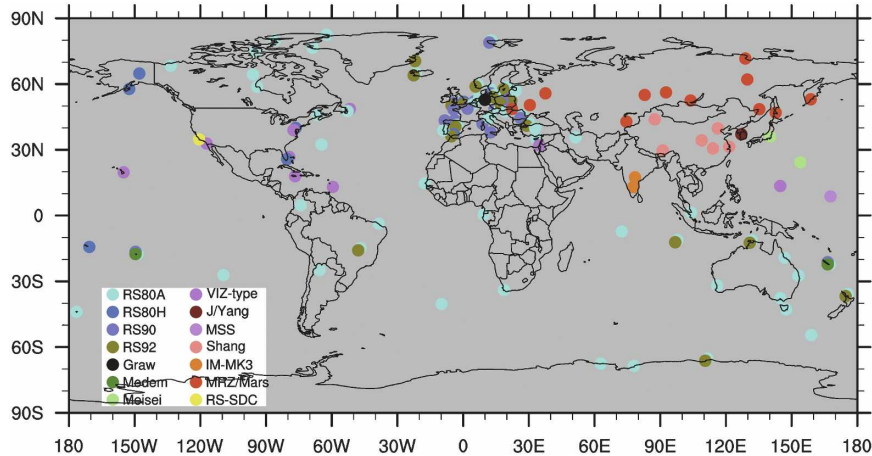 90N
60N
30N
0
30S
60S
90S
RS80A VIZ-type
RS80H J/Yang
RS90 MSS
RS92 Shang
Graw IM-MK3
Medem MRZ/Mars
Meisei RS-SDC
180 150W 120W 90W 60W 30W 0 30E 60E 90E 120E 150E 180